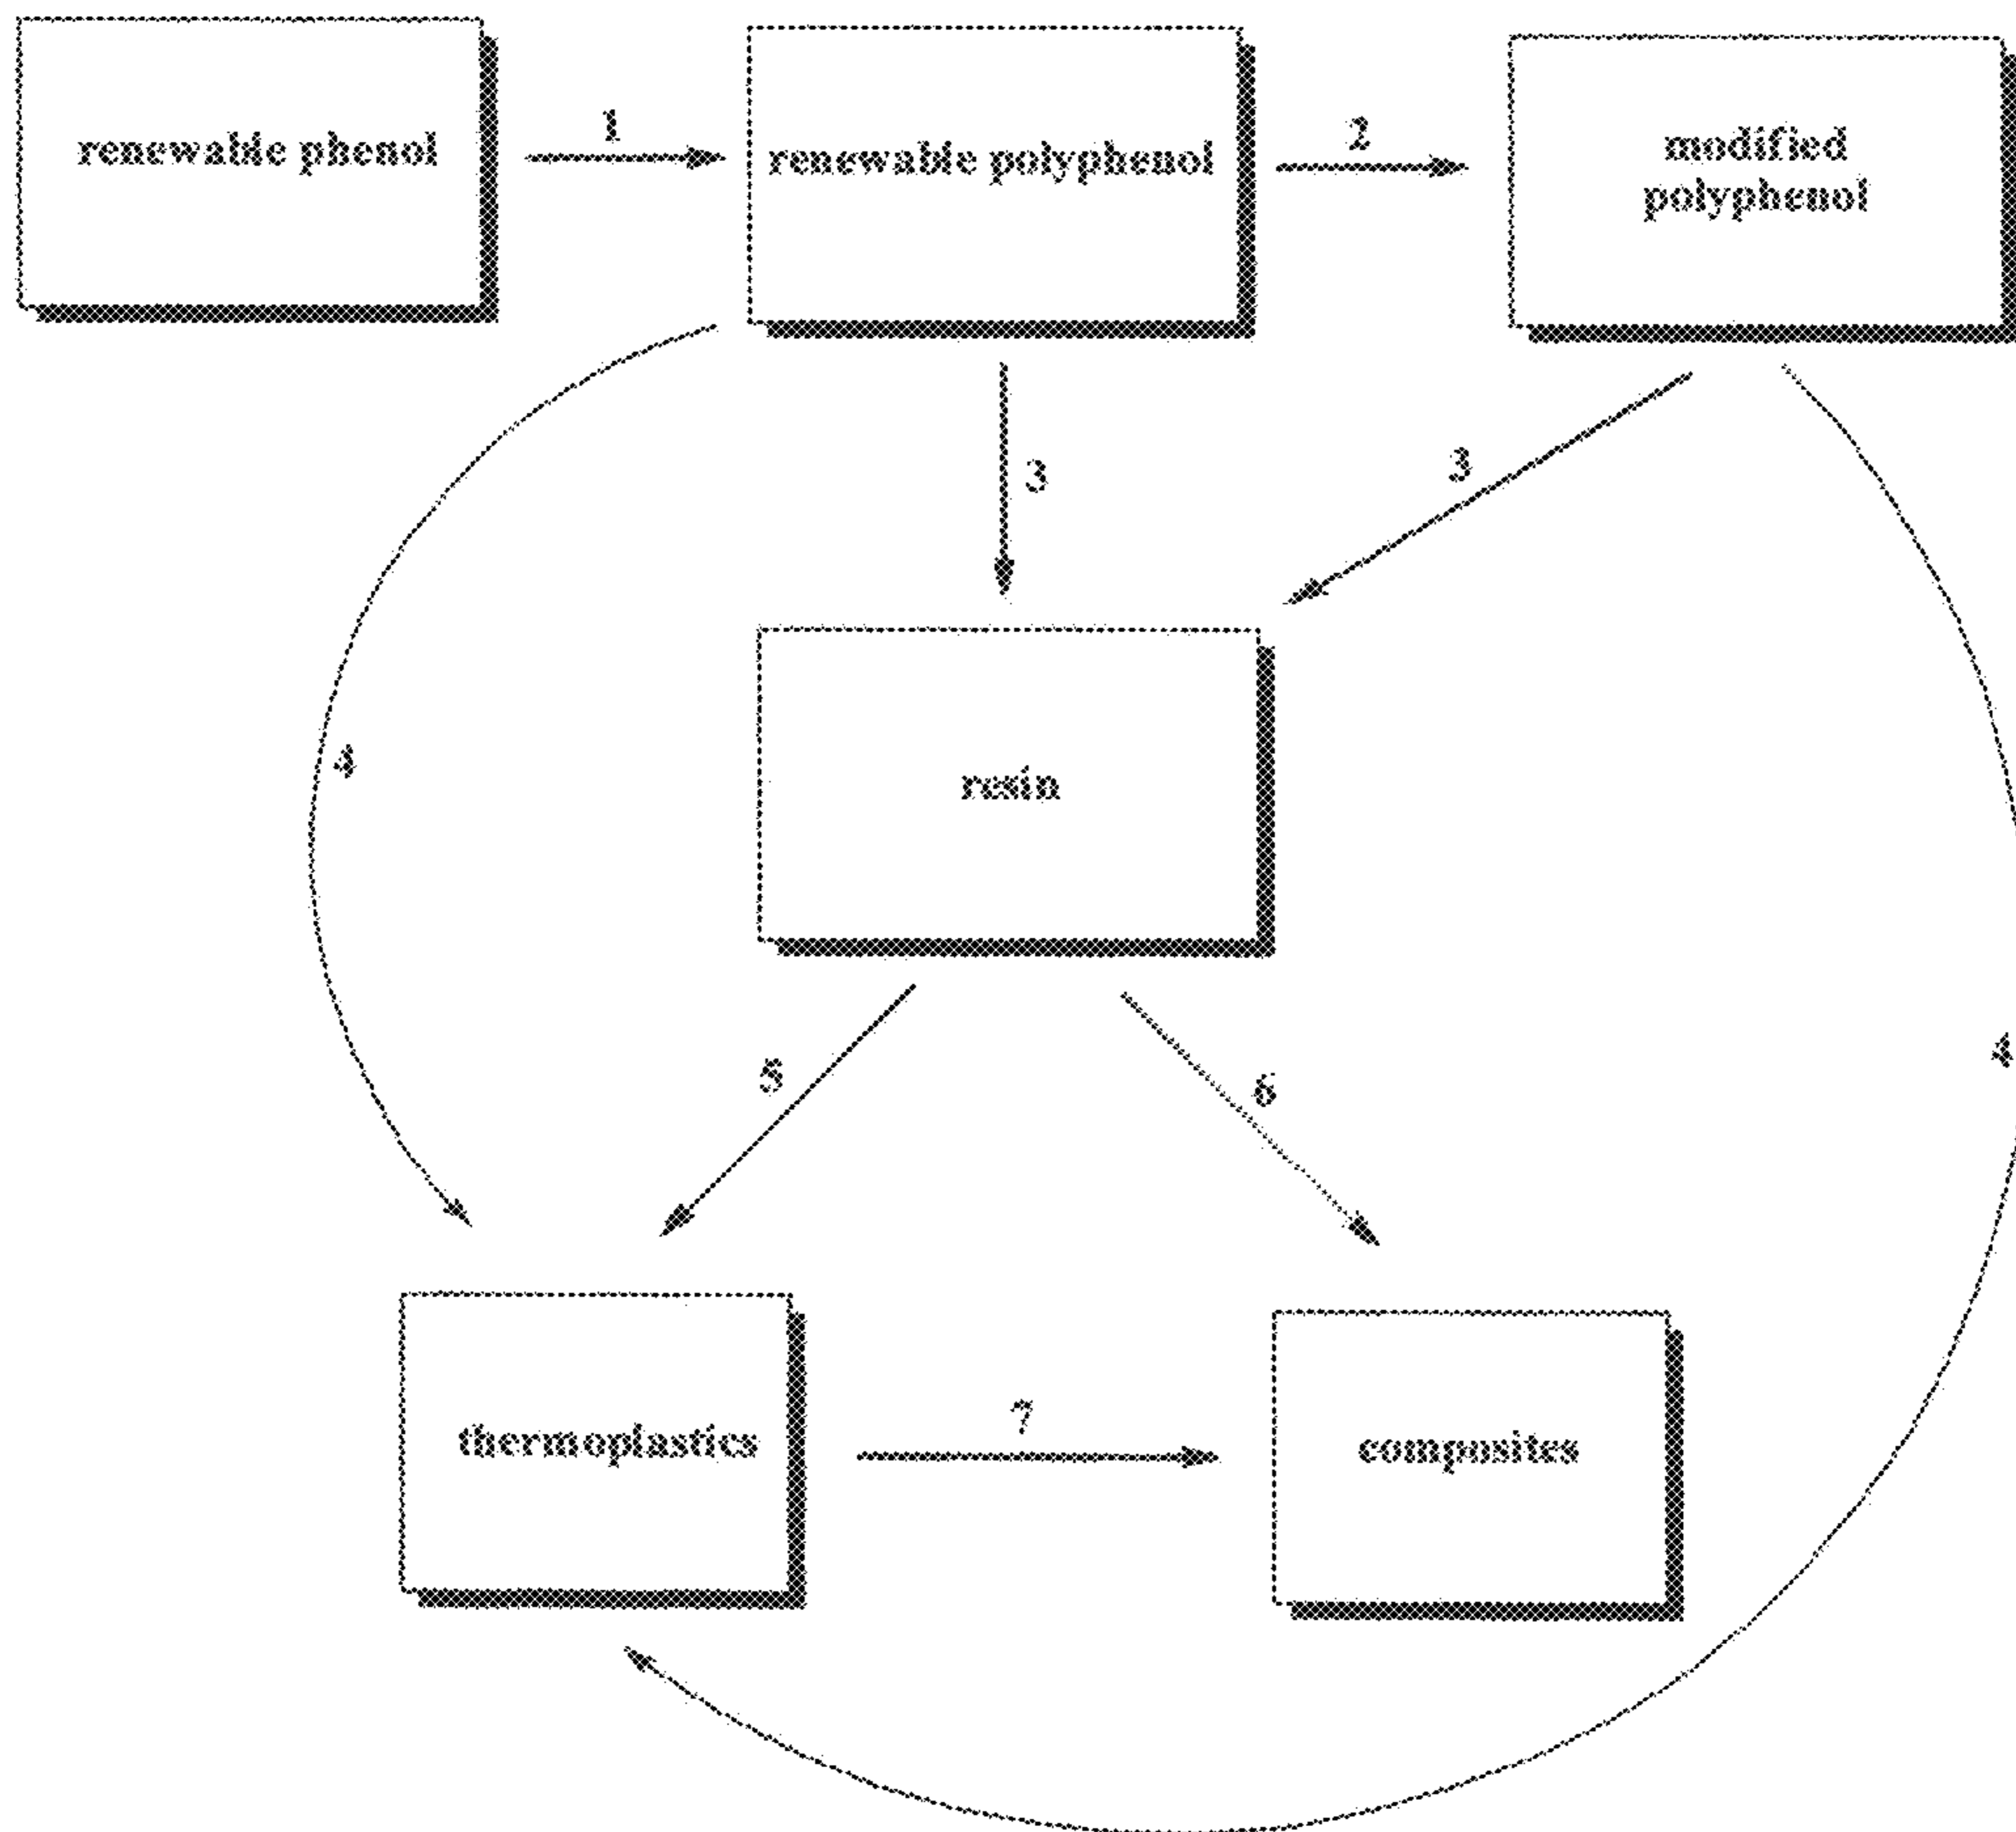 renewable phenol
1
renewable polyphenol
2
modified
polyphenol
3
3
4
resin
4
5
6
thermoplastics
7
composites